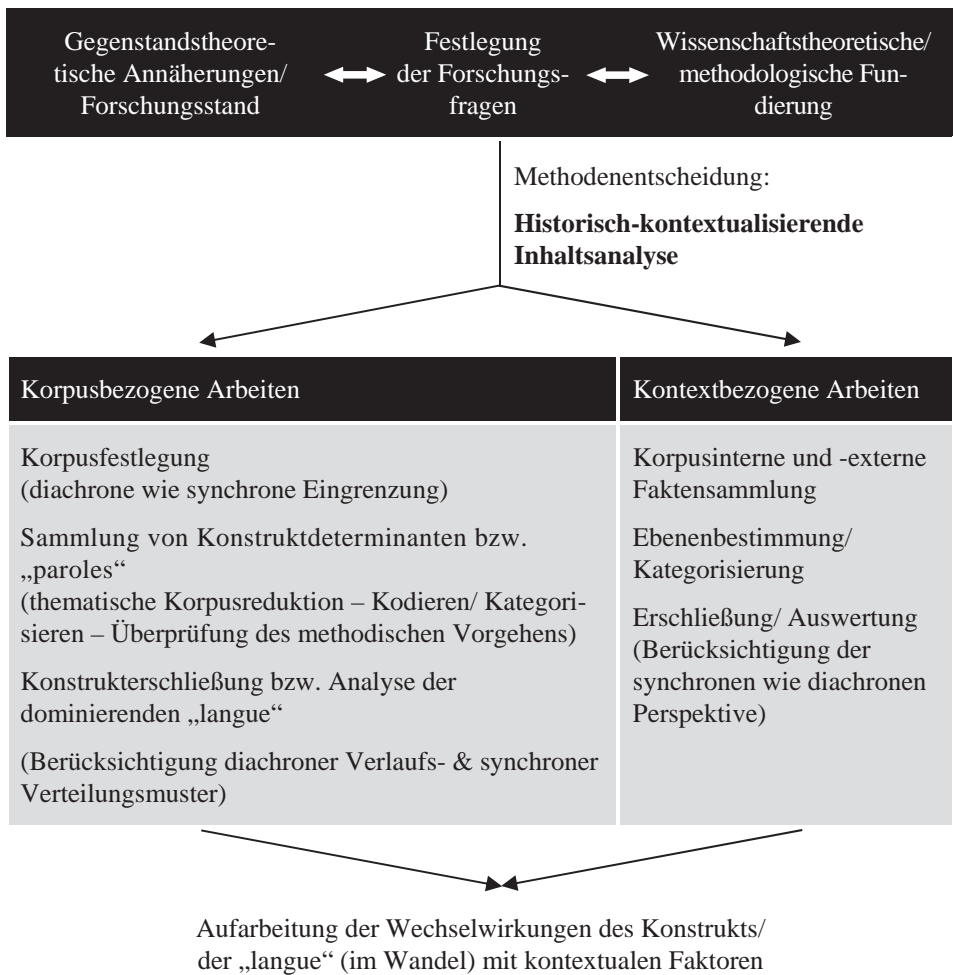 Gegenstandstheore-
tische Annäherungen/
Forschungsstand
Festlegung
der Forschungs-
fragen
Wissenschaftstheoretische/
methodologische Fun-
dierung
Methodenentscheidung:
Historisch-kontextualisierende
Inhaltsanalyse
Korpusbezogene Arbeiten
Korpusfestlegung
(diachrone wie synchrone Eingrenzung)
Sammlung von Konstruktdeterminanten bzw.
„paroles“
(thematische Korpusreduktion – Kodieren/ Kategori-
sieren – Überprüfung des methodischen Vorgehens)
Konstrukterschließung bzw. Analyse der
dominierenden „langue“
(Berücksichtigung diachroner Verlaufs- & synchroner
Verteilungsmuster)
Kontextbezogene Arbeiten
Korpusinterne und -externe
Faktensammlung
Ebenenbestimmung/
Kategorisierung
Erschließung/ Auswertung
(Berücksichtigung der
synchronen wie diachronen
Perspektive)
Aufarbeitung der Wechselwirkungen des Konstrukts/
der „langue“ (im Wandel) mit kontextualen Faktoren